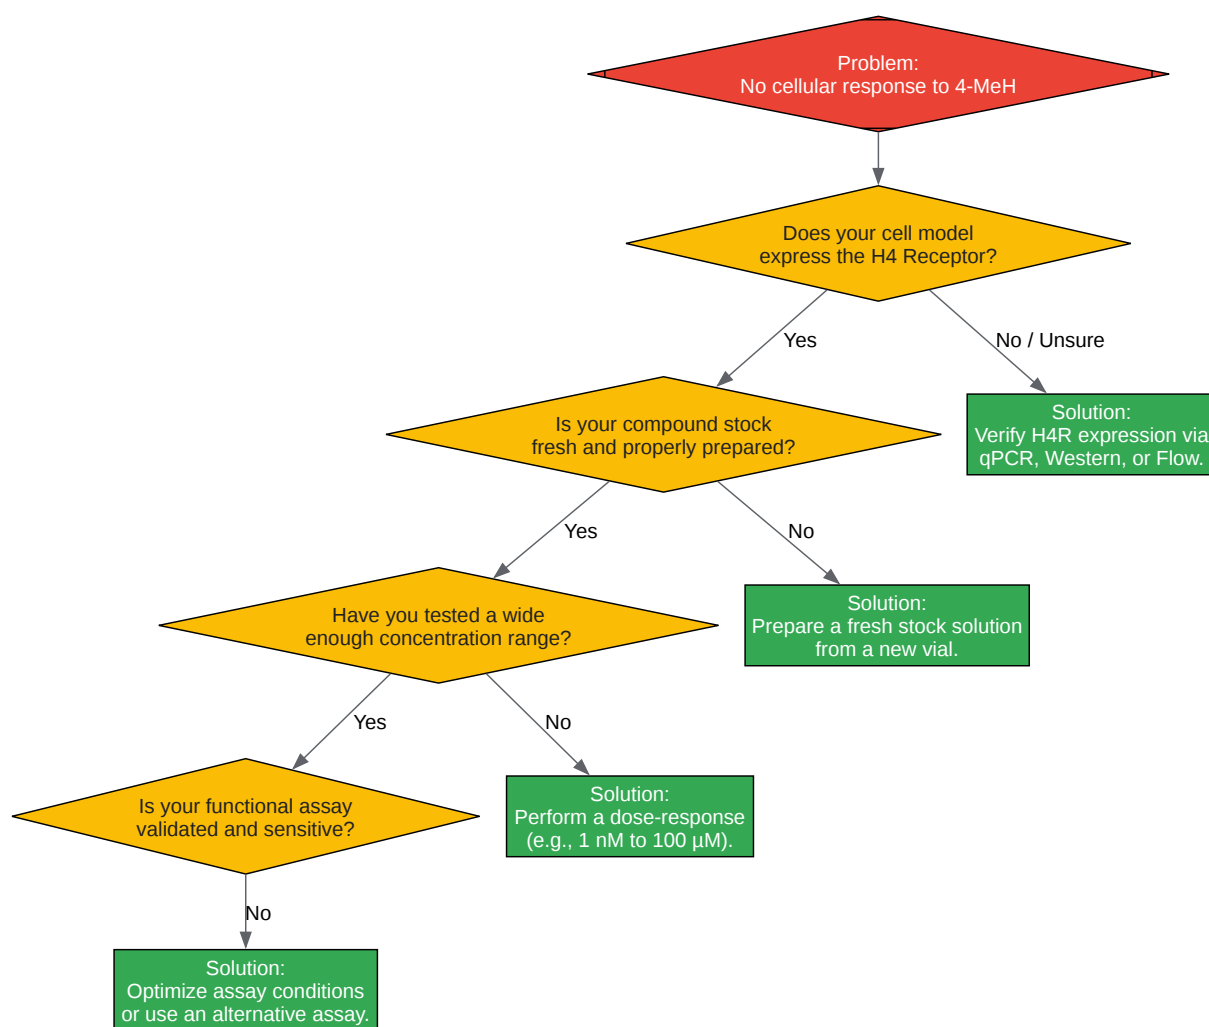 Problem:
No cellular response to 4-MeH
Does your cell model
express the H4 Receptor?
Yes
No / Unsure
Is your compound stock
fresh and properly prepared?
Solution:
Verify H4R expression via
qPCR, Western, or Flow.
Yes
No
Have you tested a wide
enough concentration range?
Solution:
Prepare a fresh stock solution
from a new vial.
Yes
No
Is your functional assay
validated and sensitive?
Solution:
Perform a dose-response
(e.g., 1 nM to 100 µM).
No
Solution:
Optimize assay conditions
or use an alternative assay.